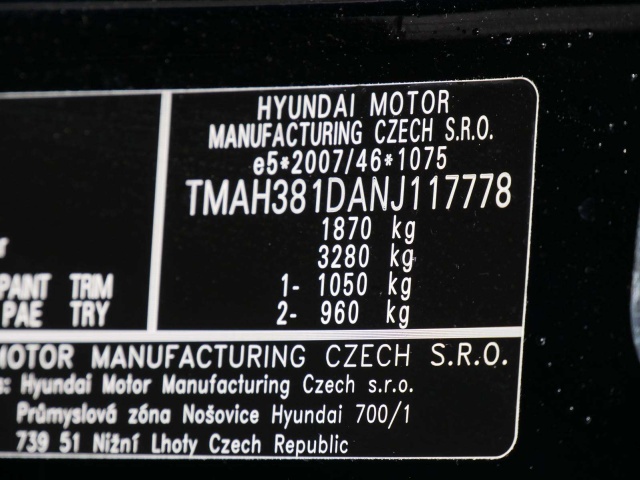 HYUNDAI MOTOR
MANUFACTURING CZECH S.R.O.
e5*2007/46*1075
TMAH381DANJ117778
1870 kg
3280 kg
1- 1050 kg
2- 960 kg
PAINT TRIM
PAE TRY
MOTOR MANUFACTURING CZECH S.R.O.
s: Hyundai Motor Manufacturing Czech s.r.o.
Průmyslová zóna Nošovice Hyundai 700/1
739 51 Nižní Lhoty Czech Republic